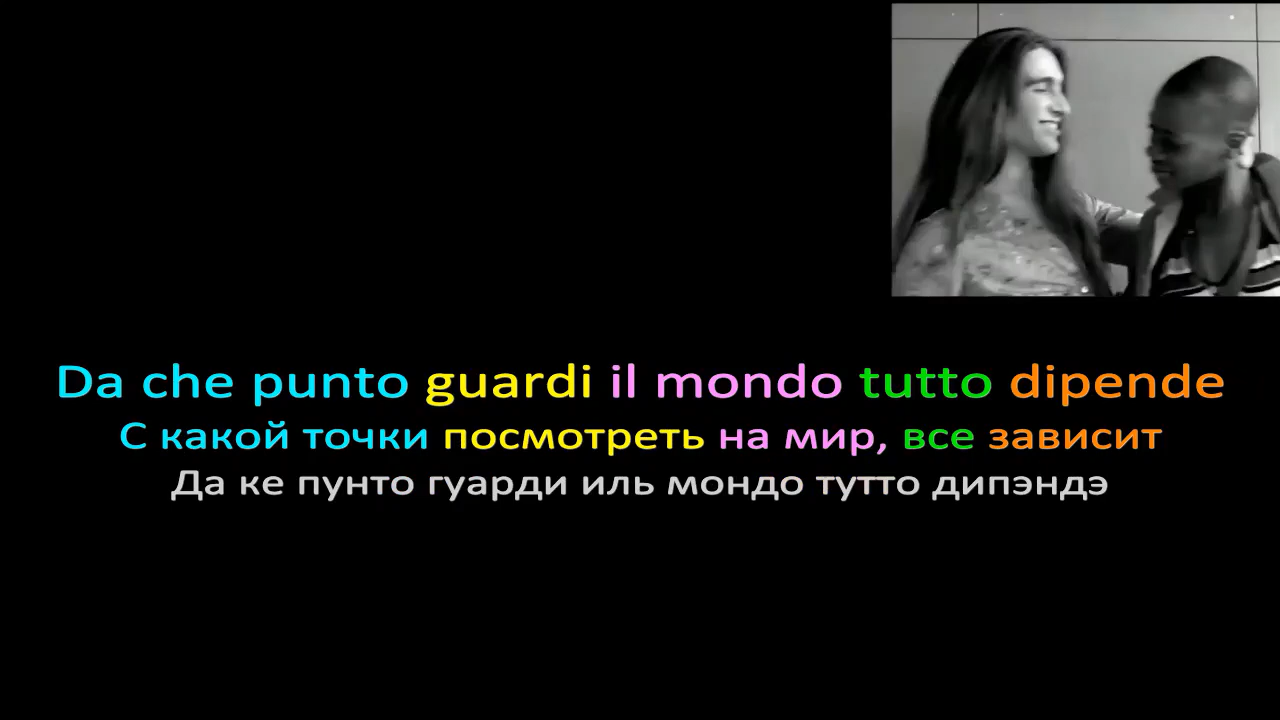 Da che punto guardi il mondo tutto dipende
С какой точки посмотреть на мир, все зависит
Да ке пунто гуарди иль мондо тутто дипэндэ